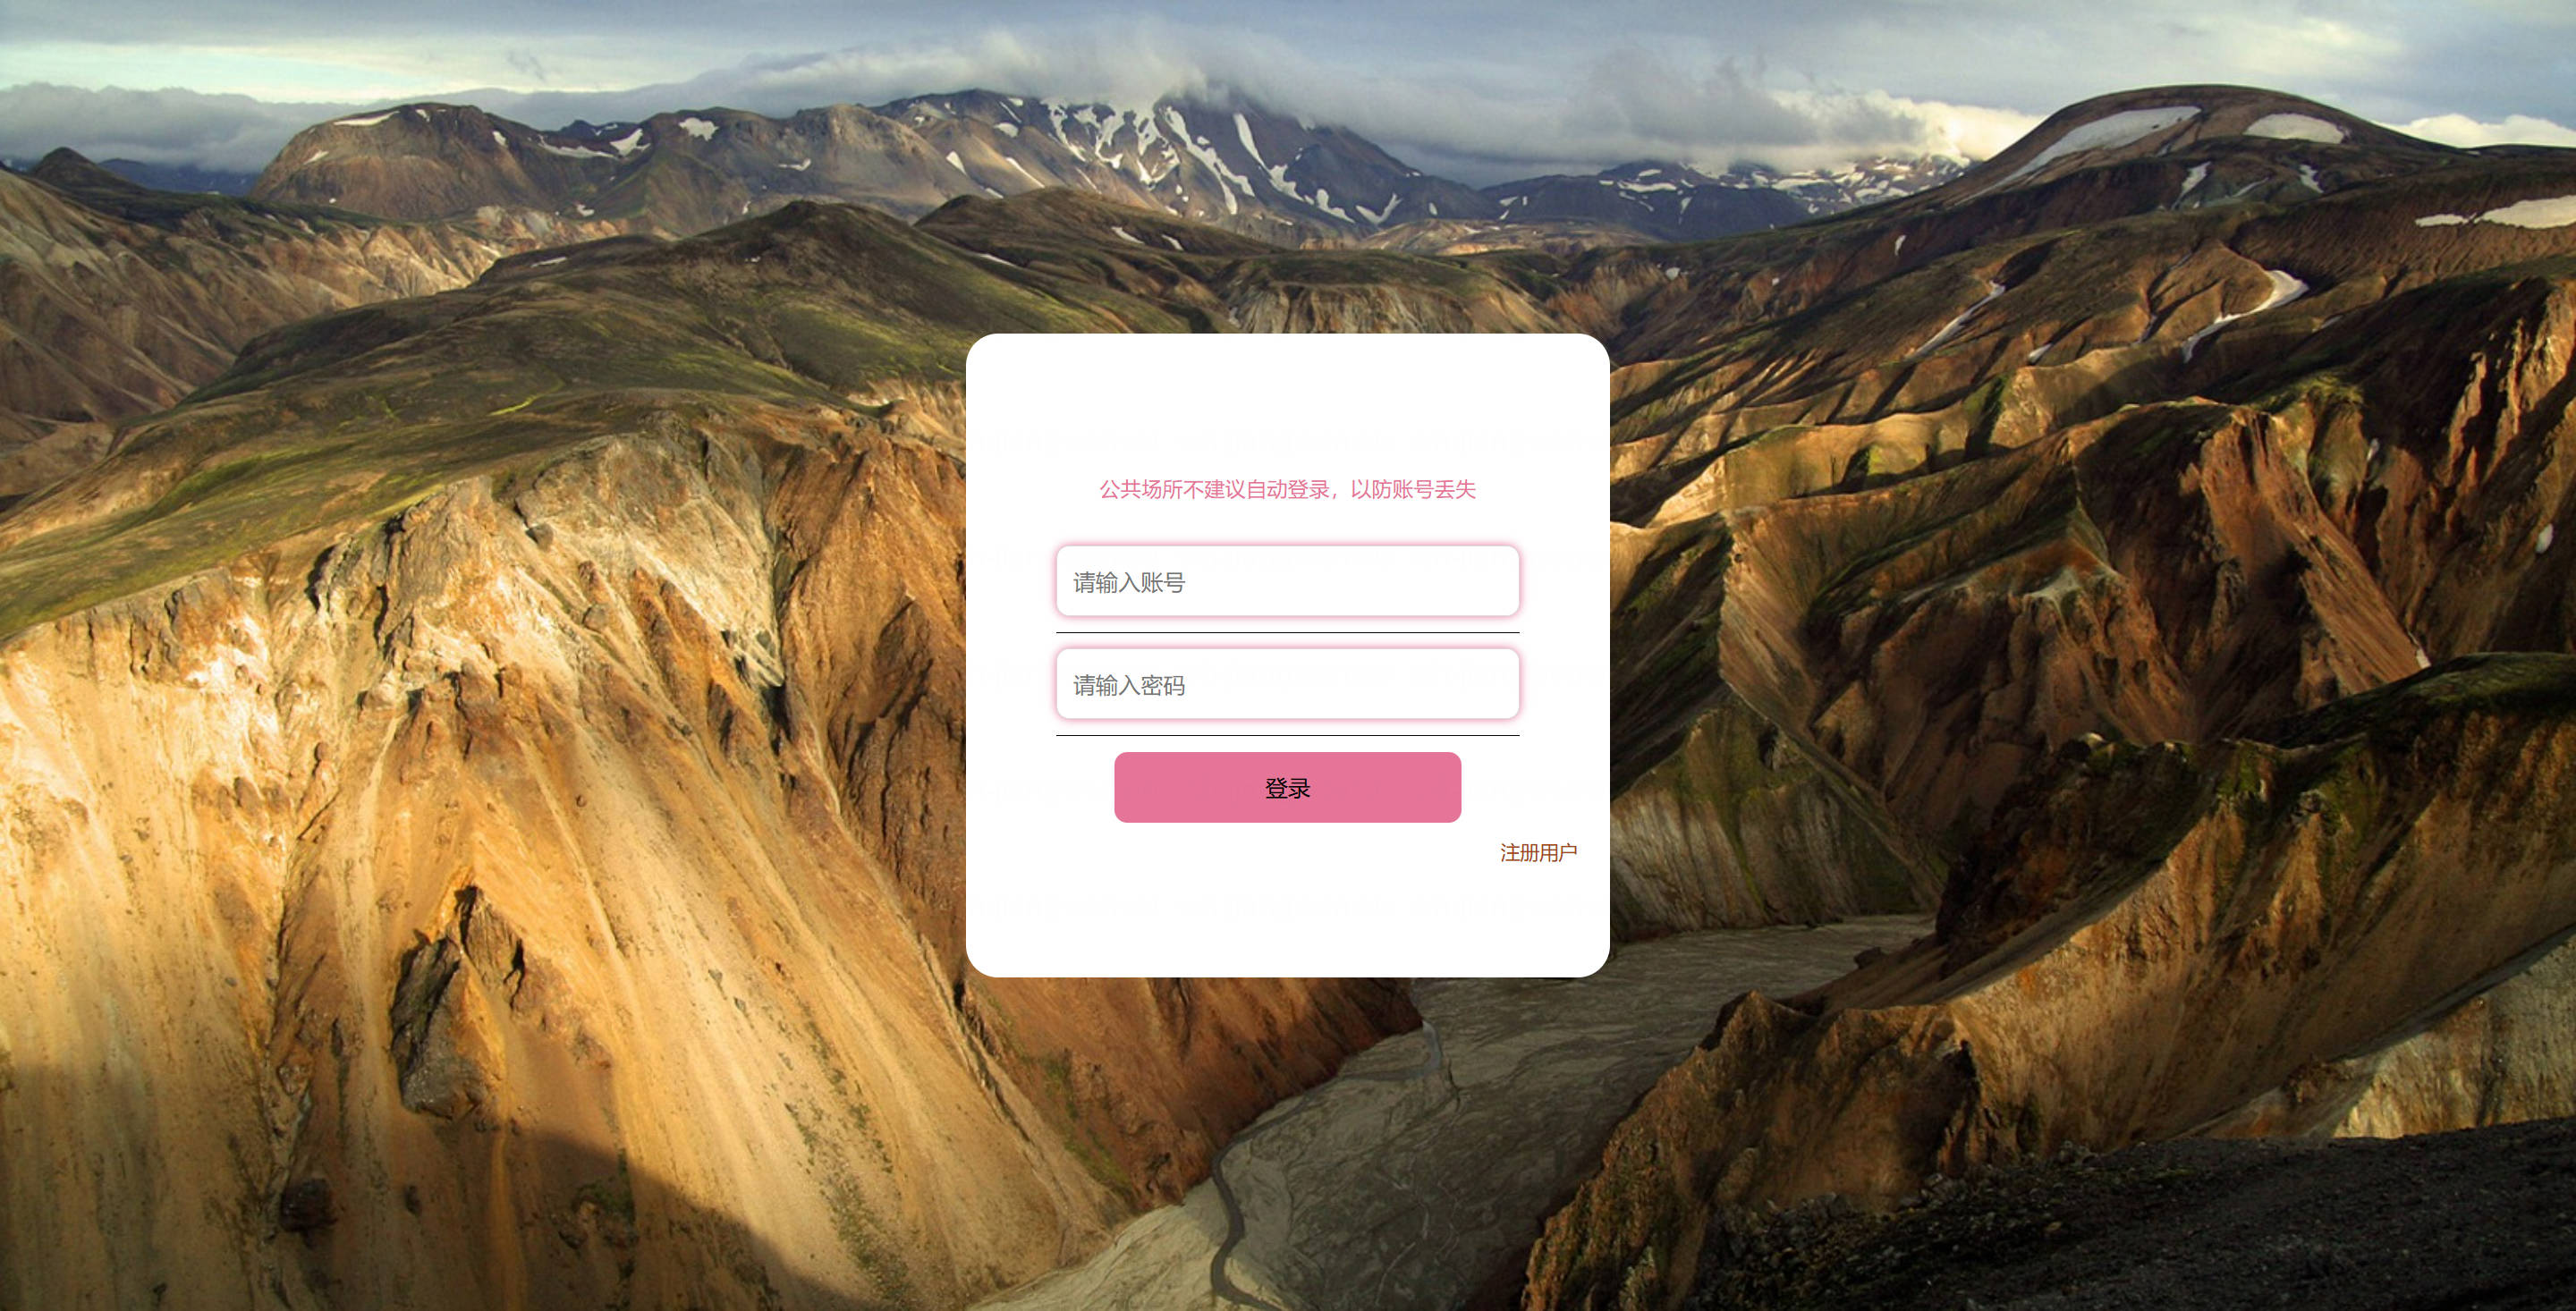 公共场所不建议自动登录，以防账号丢失
请输入账号
请输入密码
登录
注册用户